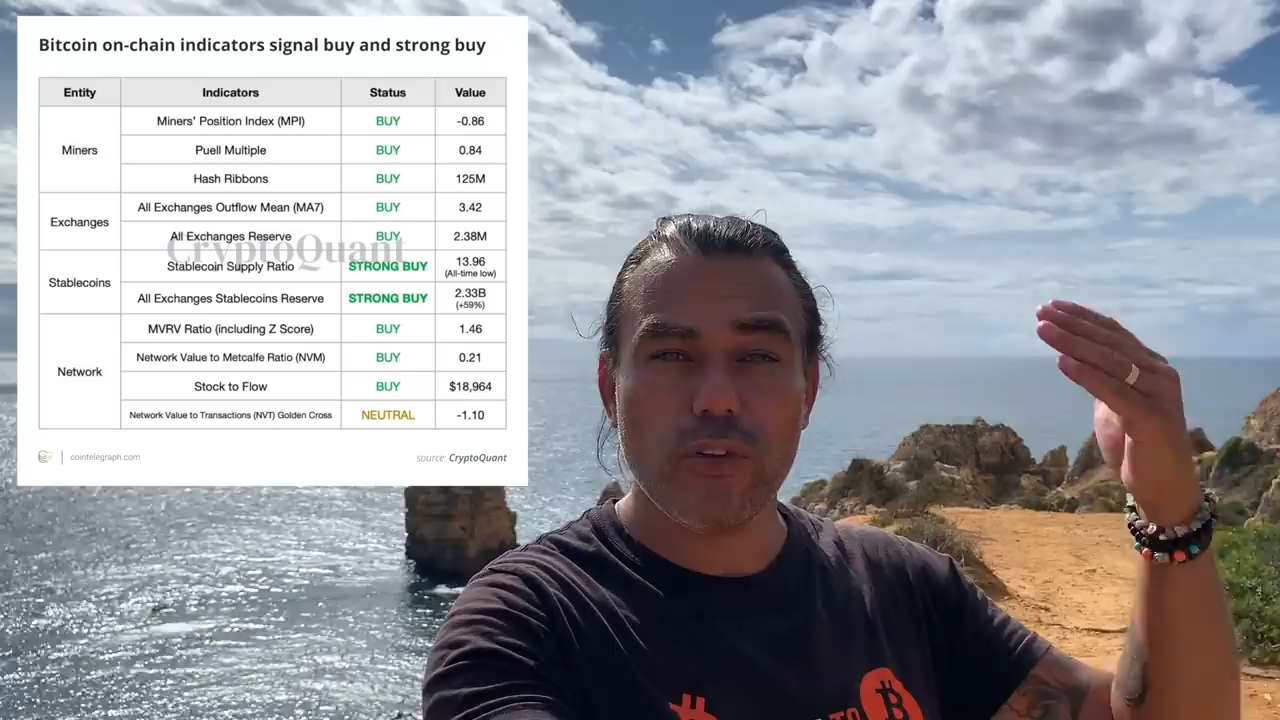 Bitcoin on-chain indicators signal buy and strong buy
Entity Indicators Status Value
Miners
Miners' Position Index (MPI) BUY -0.86
Puell Multiple BUY 0.84
Hash Ribbons BUY 125M
Exchanges
All Exchanges Outflow Mean (MA7) BUY 3.42
All Exchanges Reserve BUY 2.38M
CryptoQuant
Stablecoins
Stablecoin Supply Ratio STRONG BUY 13.96
(All-time low)
All Exchanges Stablecoins Reserve STRONG BUY 2.33B
(+59%)
Network
MVRV Ratio (including Z Score) BUY 1.46
Network Value to Metcalfe Ratio (NVM) BUY 0.21
Stock to Flow BUY $18,964
Network Value to Transactions (NVT) Golden Cross NEUTRAL -1.10
cointelegraph.com source: CryptoQuant
TO